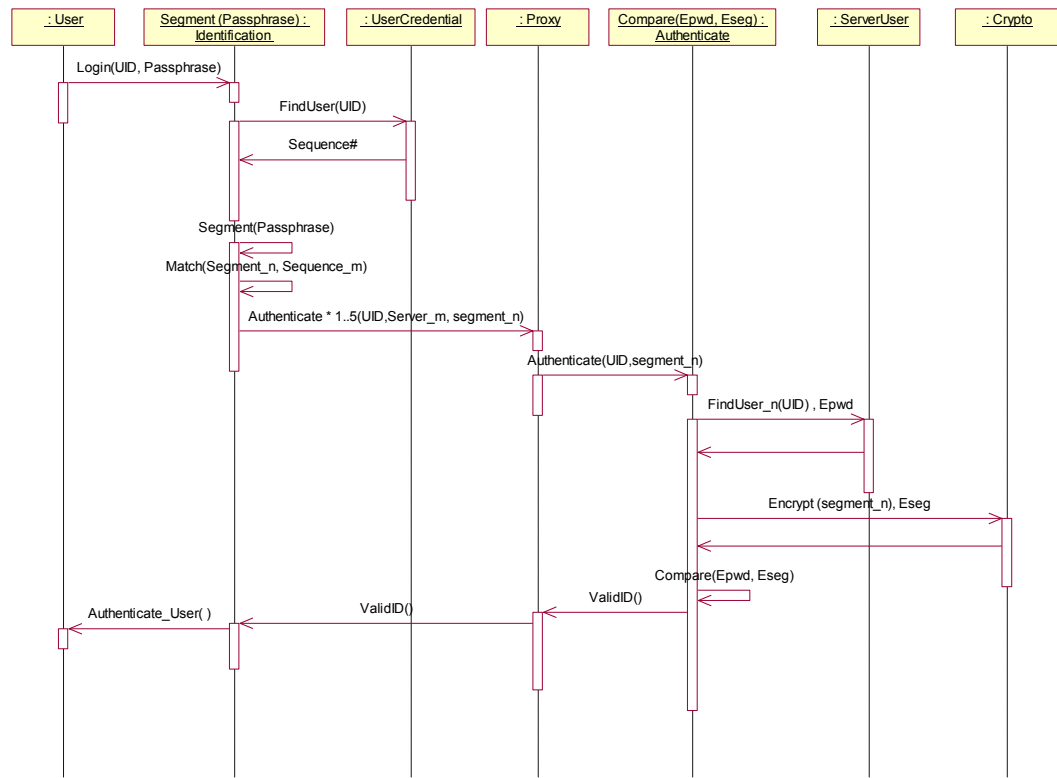 : User
Segment (Passphrase) :
Identification
: UserCredential
: Proxy
Compare(Epwd, Eseg) :
Authenticate
: ServerUser
: Crypto
Login(UID, Passphrase)
FindUser(UID)
Sequence#
Segment(Passphrase)
Match(Segment_n, Sequence_m)
Authenticate * 1..5(UID,Server_m, segment_n)
Authenticate(UID,segment_n)
FindUser_n(UID) , Epwd
Encrypt (segment_n), Eseg
Compare(Epwd, Eseg)
ValidID()
ValidID()
Authenticate_User( )